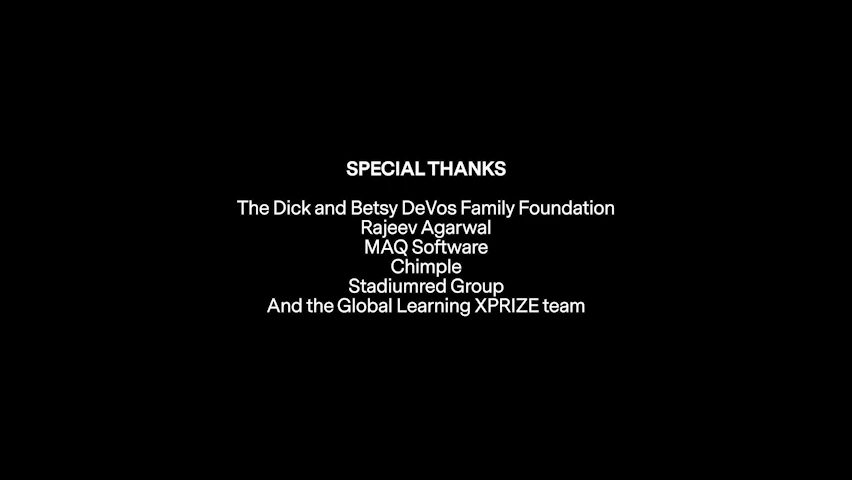 SPECIAL THANKS
The Dick and Betsy DeVos Family Foundation
Rajeev Agarwal
MAQ Software
Chimple
Stadiumred Group
And the Global Learning XPRIZE team